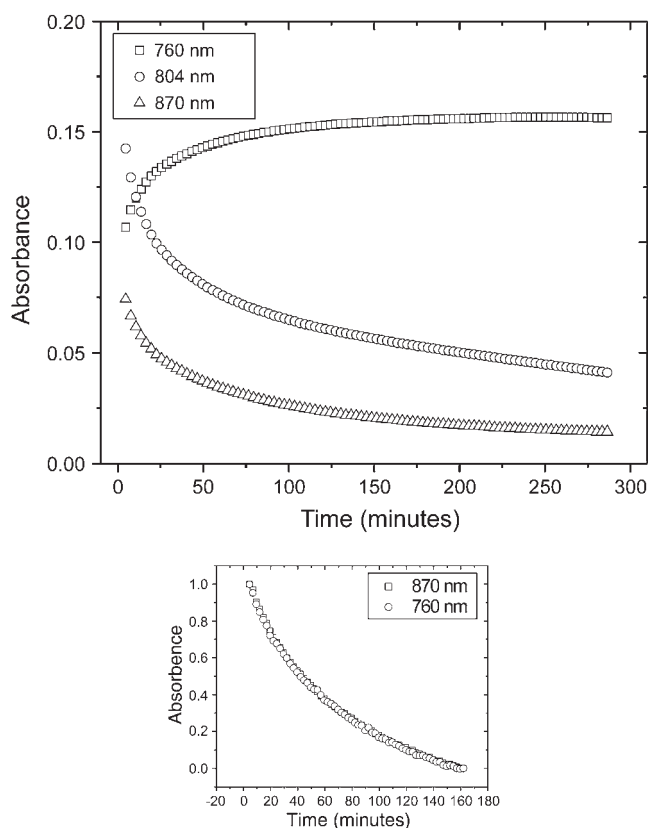 0.20
0.15
0.10
0.05
0.00
Absorbance
760 nm
804 nm
870 nm
0 50 100 150 200 250 300
Time (minutes)
1.0
0.8
0.6
0.4
0.2
0.0
Absorbence
870 nm
760 nm
-20 0 20 40 60 80 100 120 140 160 180
Time (minutes)